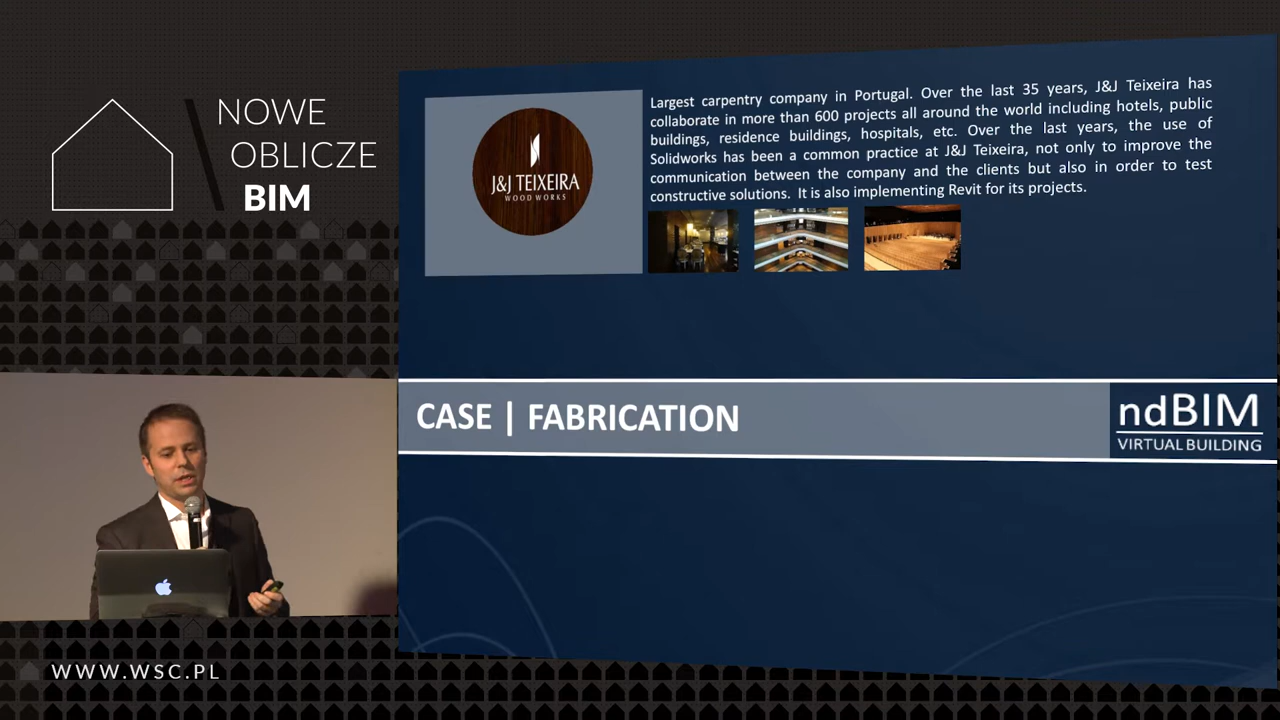 NOWE
OBLICZE
BIM
J&J TEIXEIRA
WOOD WORKS
Largest carpentry company in Portugal. Over the last 35 years, J&J Teixeira has
collaborate in more than 600 projects all around the world including hotels, public
buildings, residence buildings, hospitals, etc. Over the last years, the use of
Solidworks has been a common practice at J&J Teixeira, not only to improve the
communication between the company and the clients but also in order to test
constructive solutions. It is also implementing Revit for its projects.
CASE | FABRICATION
ndBIM
VIRTUAL BUILDING
WWW.WSC.PL